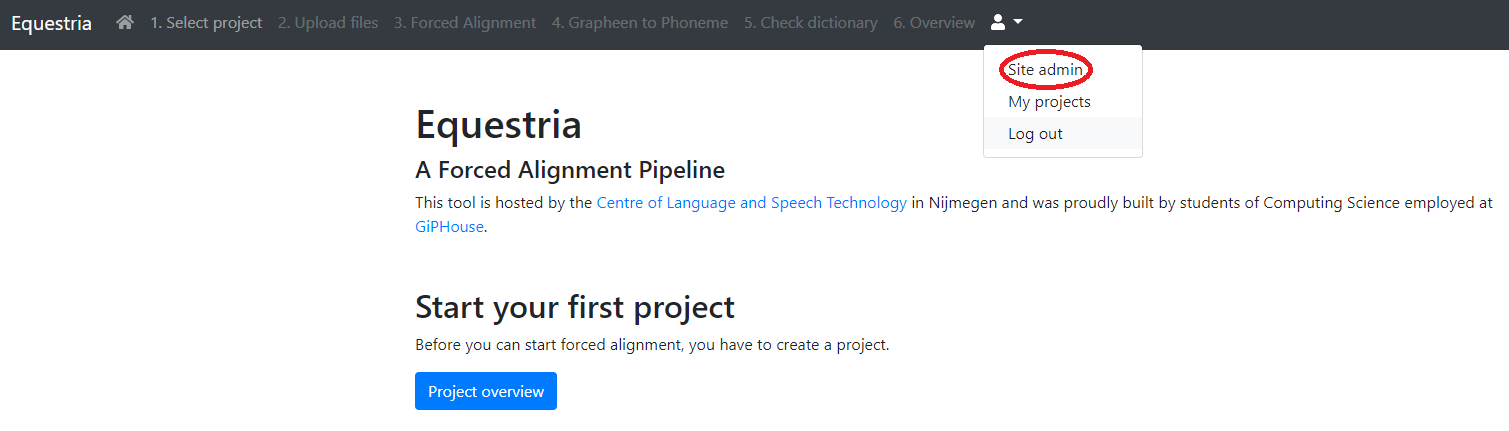 Equestria 1. Select project 2. Upload files 3. Forced Alignment 4. Grapheen to Phoneme 5. Check dictionary 6. Overview
Site admin
My projects
Log out
Equestria
A Forced Alignment Pipeline
This tool is hosted by the Centre of Language and Speech Technology in Nijmegen and was proudly built by students of Computing Science employed at
GiPHouse.
Start your first project
Before you can start forced alignment, you have to create a project.
Project overview